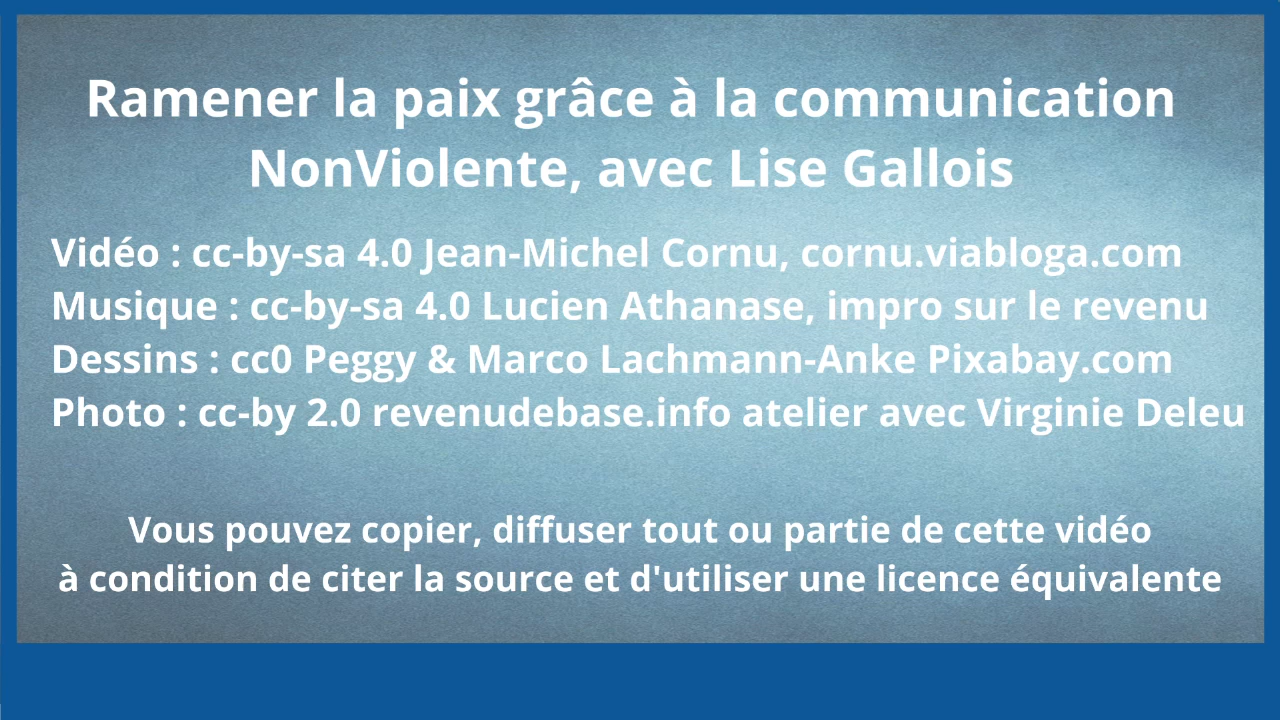 Ramener la paix grâce à la communication
NonViolente, avec Lise Gallois
Vidéo : cc-by-sa 4.0 Jean-Michel Cornu, cornu.viabloga.com
Musique : cc-by-sa 4.0 Lucien Athanase, impro sur le revenu
Dessins : cc0 Peggy & Marco Lachmann-Anke Pixabay.com
Photo : cc-by 2.0 revenudebase.info atelier avec Virginie Deleu
Vous pouvez copier, diffuser tout ou partie de cette vidéo
à condition de citer la source et d'utiliser une licence équivalente